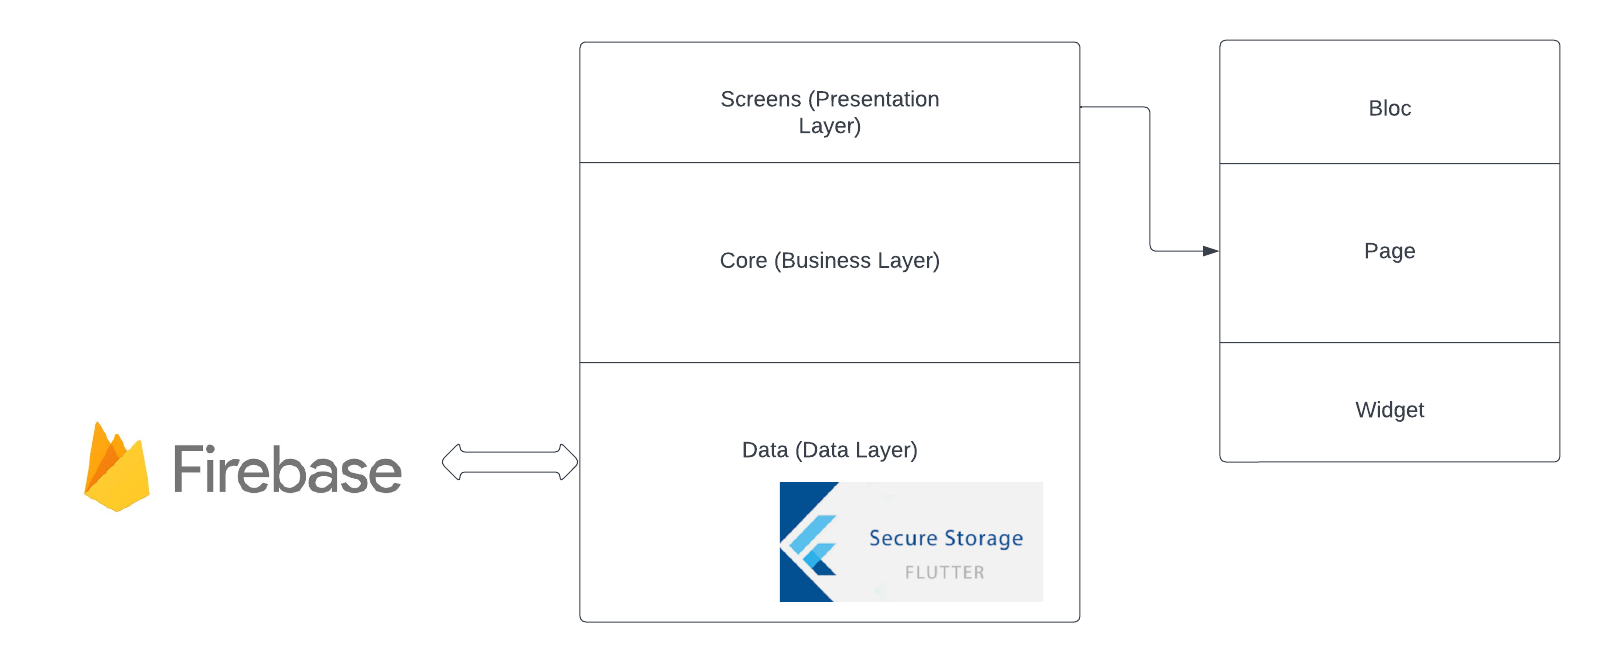 Screens (Presentation
Layer)
Core (Business Layer)
Data (Data Layer)
Secure Storage
FLUTTER
Firebase
Bloc
Page
Widget